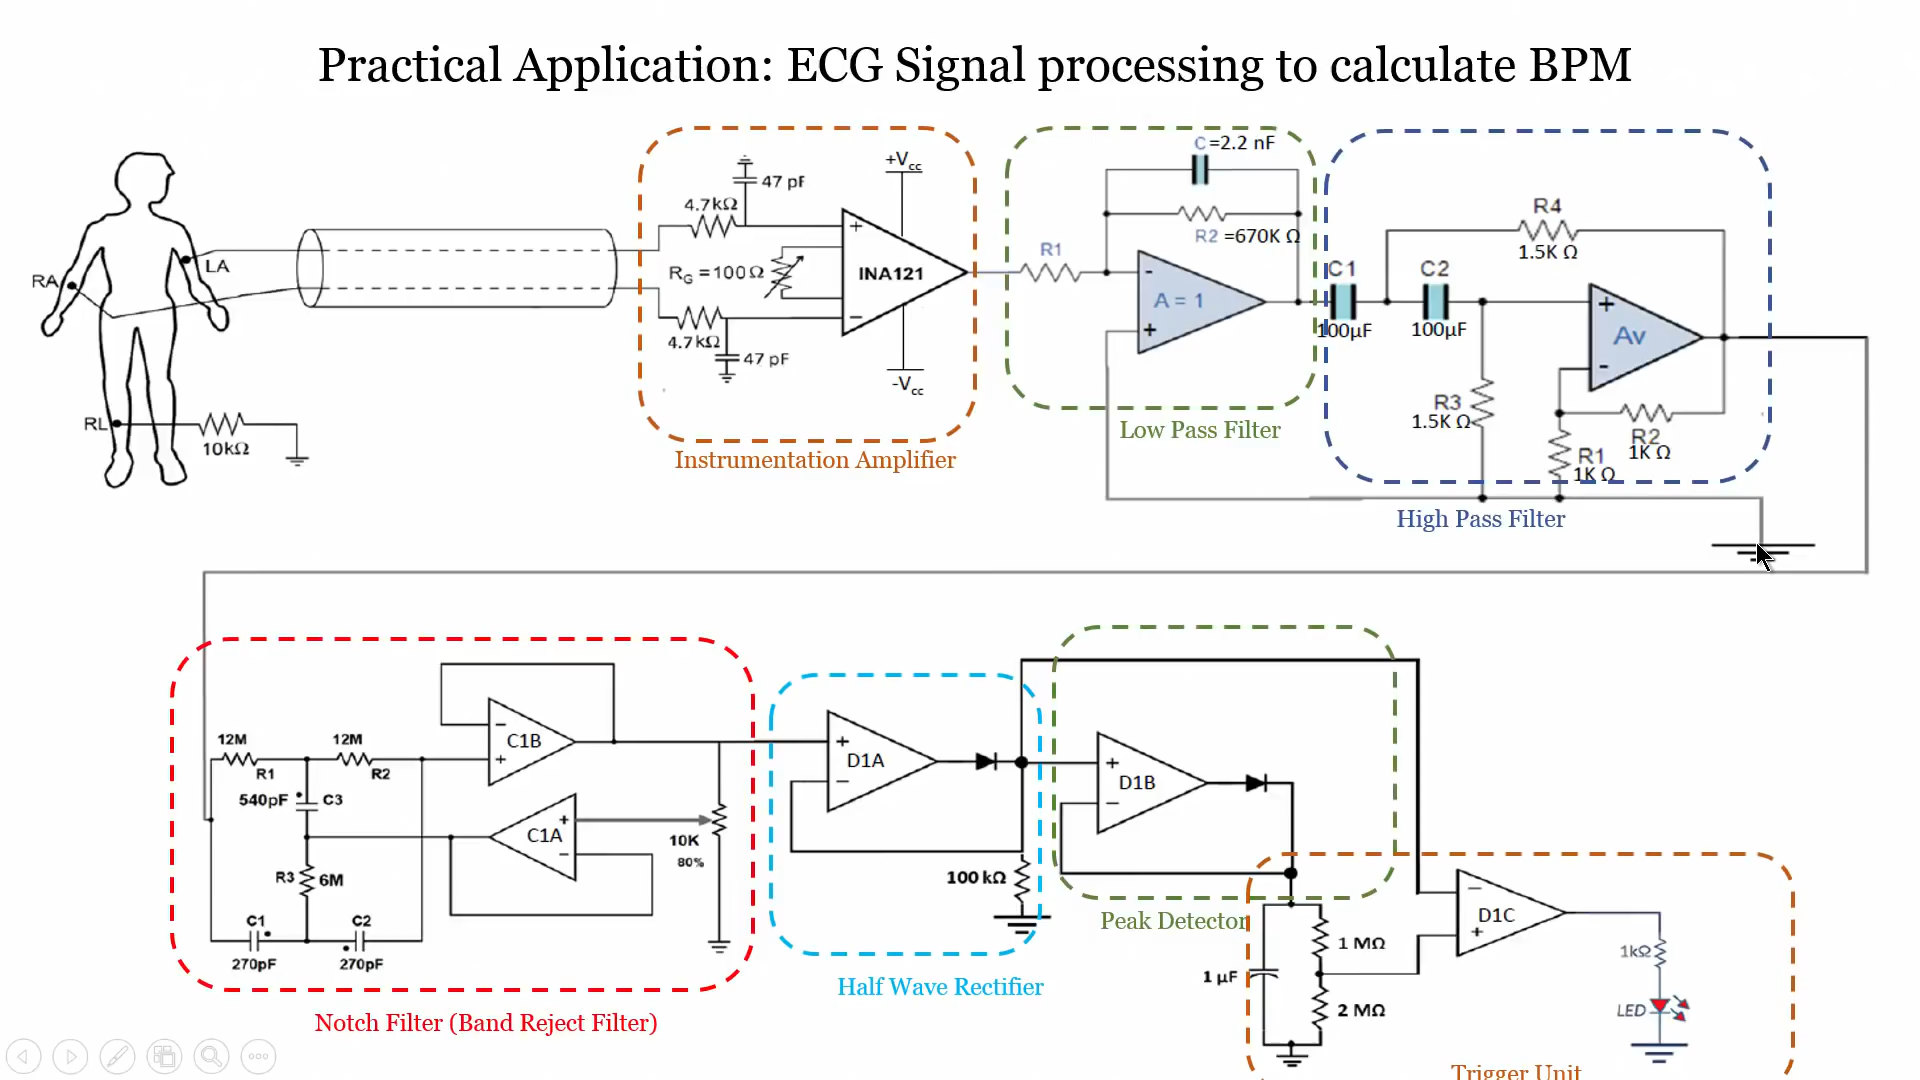 Practical Application: ECG Signal processing to calculate BPM
RA
LA
RL
10kΩ
4.7kΩ
47 pF
+Vcc
RG =100Ω
INA121
+
−
4.7kΩ
47 pF
-Vcc
Instrumentation Amplifier
C=2.2 nF
R2 =670K Ω
R1
-
A = 1
+
Low Pass Filter
C1
100µF
C2
100µF
R4
1.5K Ω
+
Av
-
R3
1.5K Ω
R2
1K Ω
R1
1K Ω
High Pass Filter
12M
R1
12M
R2
540pF
C3
−
C1B
+
C1A
+
−
10K
80%
R3
6M
C1
270pF
C2
270pF
Notch Filter (Band Reject Filter)
+
D1A
−
100 kΩ
Half Wave Rectifier
+
D1B
−
Peak Detector
1 µF
1 MΩ
2 MΩ
−
D1C
+
1kΩ
LED
Trigger Unit